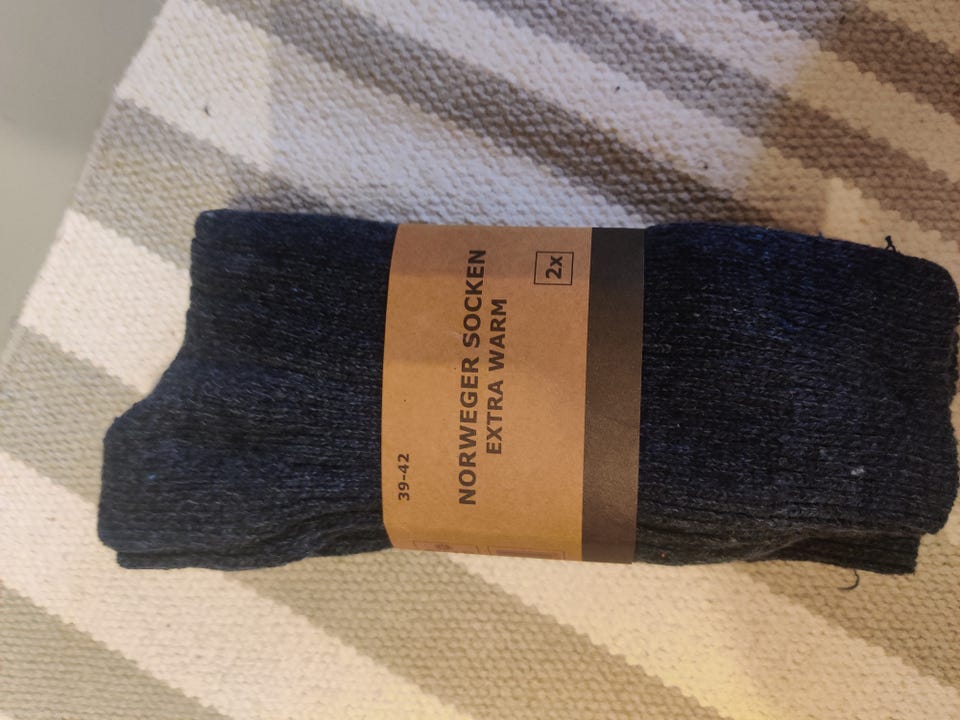 2x
NORWEGER SOCKEN
EXTRA WARM
39-42